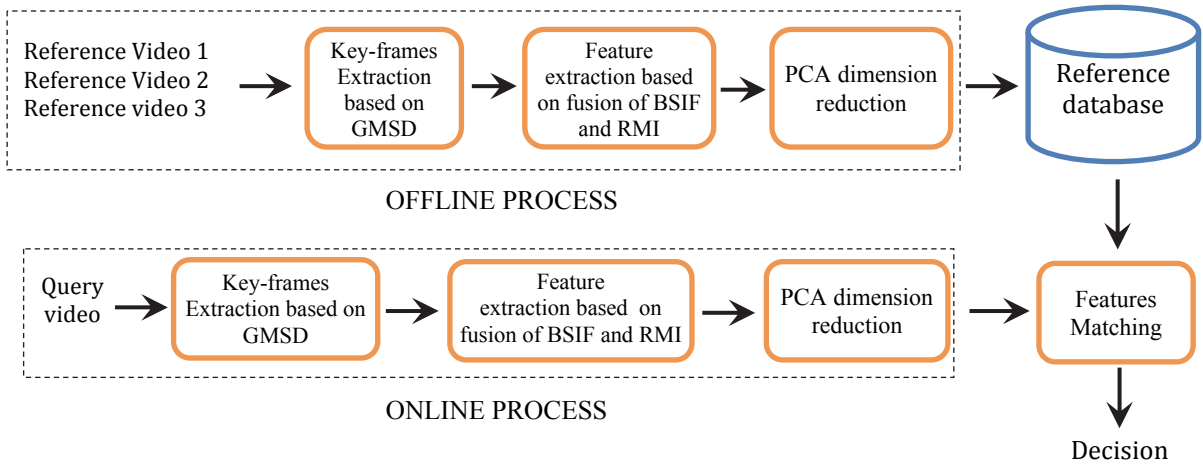 Reference Video 1
Reference Video 2
Reference video 3
Key-frames
Extraction
based on
GMSD
Feature
extraction based
on fusion of BSIF
and RMI
PCA dimension
reduction
Reference
database
OFFLINE PROCESS
Query
video
Key-frames
Extraction based on
GMSD
Feature
extraction based on
fusion of BSIF and RMI
PCA dimension
reduction
Features
Matching
ONLINE PROCESS
Decision